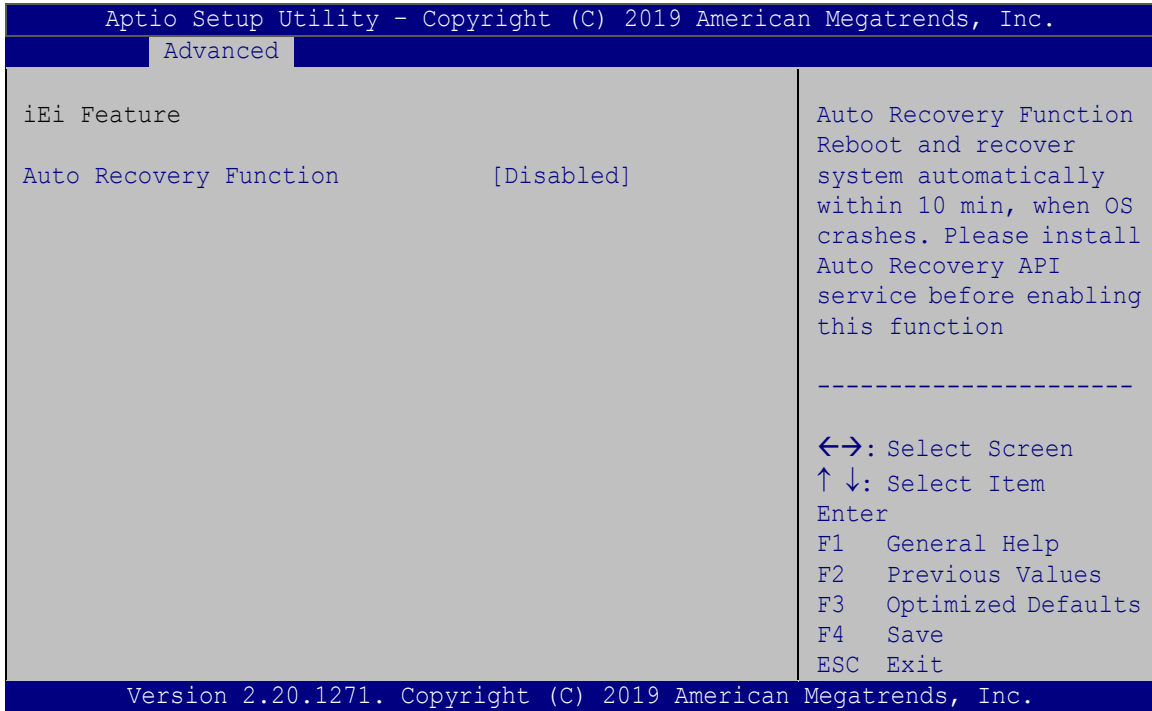 Aptio Setup Utility – Copyright (C) 2019 American Megatrends, Inc.
Advanced
iEi Feature
Auto Recovery Function [Disabled]
Auto Recovery Function
Reboot and recover
system automatically
within 10 min, when OS
crashes. Please install
Auto Recovery API
service before enabling
this function
----------------------
←→: Select Screen
↑ ↓: Select Item
Enter
F1 General Help
F2 Previous Values
F3 Optimized Defaults
F4 Save
ESC Exit
Version 2.20.1271. Copyright (C) 2019 American Megatrends, Inc.